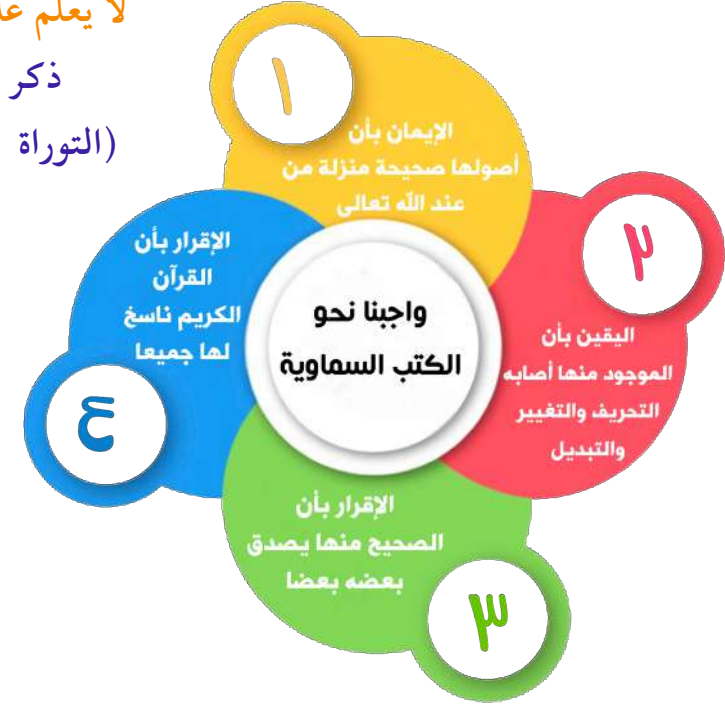 لا يعلم
ذكر
(التوراة
١
الإيمان بأن
أصولها صحيحة منزلة من
عند الله تعالى
٢
اليقين بأن
الموجود منها أصابه
التحريف والتغيير
والتبديل
٣
الإقرار بأن
الصحيح منها يصدق
بعضه بعضا
٤
الإقرار بأن
القرآن
الكريم ناسخ
لها جميعا
واجبنا نحو
الكتب السماوية